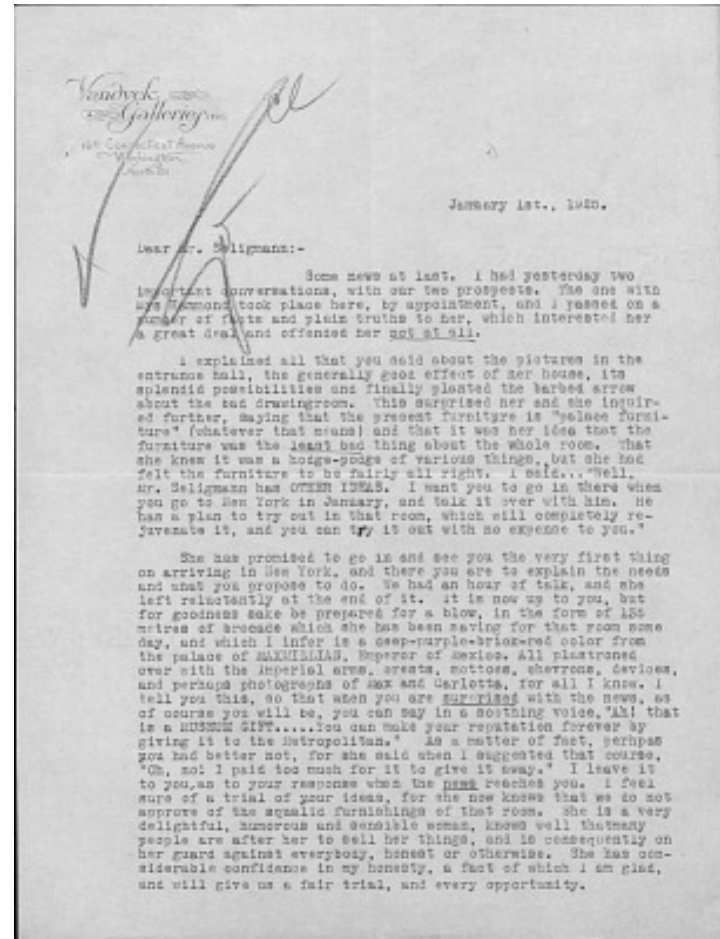 Vandyck
Galleries
Connecticut Avenue
Washington
January 1st., 1925.
Dear Mr. Seligmann:-
Some news at last. I had yesterday two
important conversations, with our two prospects. The one with
Mrs Hammond took place here, by appointment, and I passed on a
number of facts and plain truths to her, which interested her
a great deal and offended her not at all.
I explained all that you said about the pictures in the
entrance hall, the generally good effect of her house, its
splendid possibilities and finally planted the barbed arrow
about the bad drawingroom. This surprised her and she inquir-
ed further, saying that the present furniture is "palace furni-
ture" (whatever that means) and that it was her idea that the
furniture was the least bad thing about the whole room. That
she knew it was a hodge-podge of various things, but she had
felt the furniture to be fairly all right. I said..."Well,
Mr. Seligmann has OTHER IDEAS. I want you to go in there when
you go to New York in January, and talk it over with him. He
has a plan to try out in that room, which will completely re-
juvenate it, and you can try it out with no expense to you."
She has promised to go in and see you the very first thing
on arriving in New York, and there you are to explain the needs
and what you propose to do. We had an hour of talk, and she
left reluctantly at the end of it. It is now up to you, but
for goodness sake be prepared for a blow, in the form of 135
metres of brocade which she has been saving for that room some
day, and which I infer is a deep-purple-brick-red color from
the palace of MAXMILLIAN, Emperor of Mexico. All plastroned
over with the Imperial arms, crests, mottoes, chevrons, devices,
and perhaps photographs of Max and Carlotta, for all I know. I
tell you this, so that when you are surprised with the news, as
of course you will be, you can say in a soothing voice, "Ah! that
is a MUSEUM GIFT.....You can make your reputation forever by
giving it to the Metropolitan." As a matter of fact, perhpas
you had better not, for she said when I suggested that course,
"Oh, no! I paid too much for it to give it away." I leave it
to you,as to your response when the news reaches you. I feel
sure of a trial of your ideas, for she now knows that we do not
approve of the squalid furnishings of that room. She is a very
delightful, humorous and sensible woman, knows well thatmany
people are after her to sell her things, and is consequently on
her guard against everybody, honest or otherwise. She has con-
siderable confidence in my honesty, a fact of which I am glad,
and will give us a fair trial, and every opportunity.